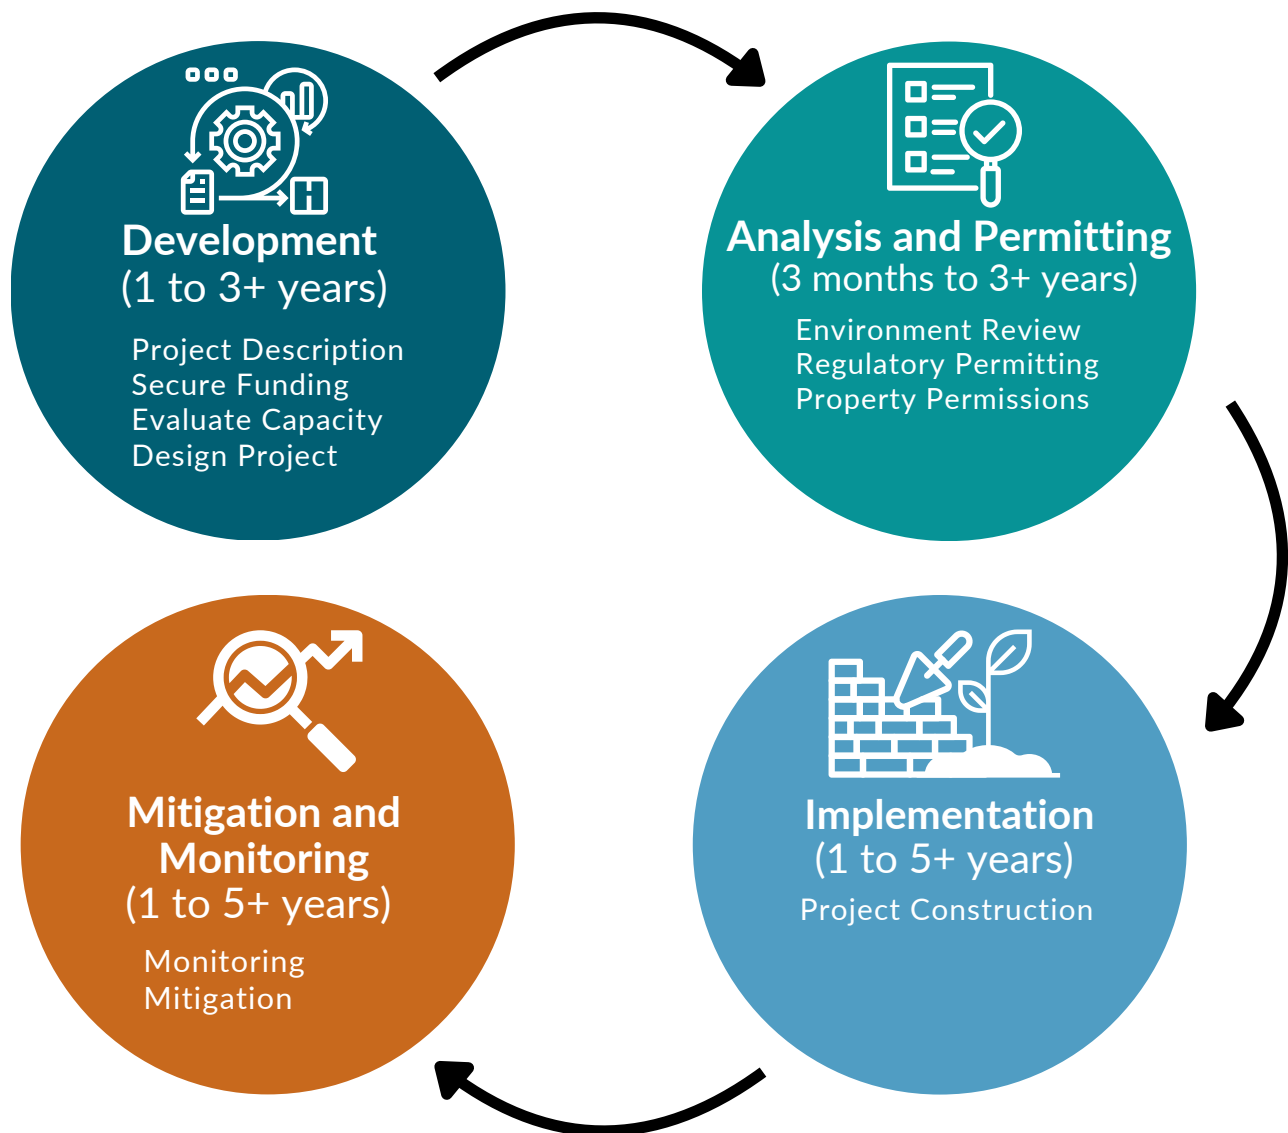 Development
(1 to 3+ years)
Project Description
Secure Funding
Evaluate Capacity
Design Project
Analysis and Permitting
(3 months to 3+ years)
Environment Review
Regulatory Permitting
Property Permissions
Implementation
(1 to 5+ years)
Project Construction
Mitigation and
Monitoring
(1 to 5+ years)
Monitoring
Mitigation